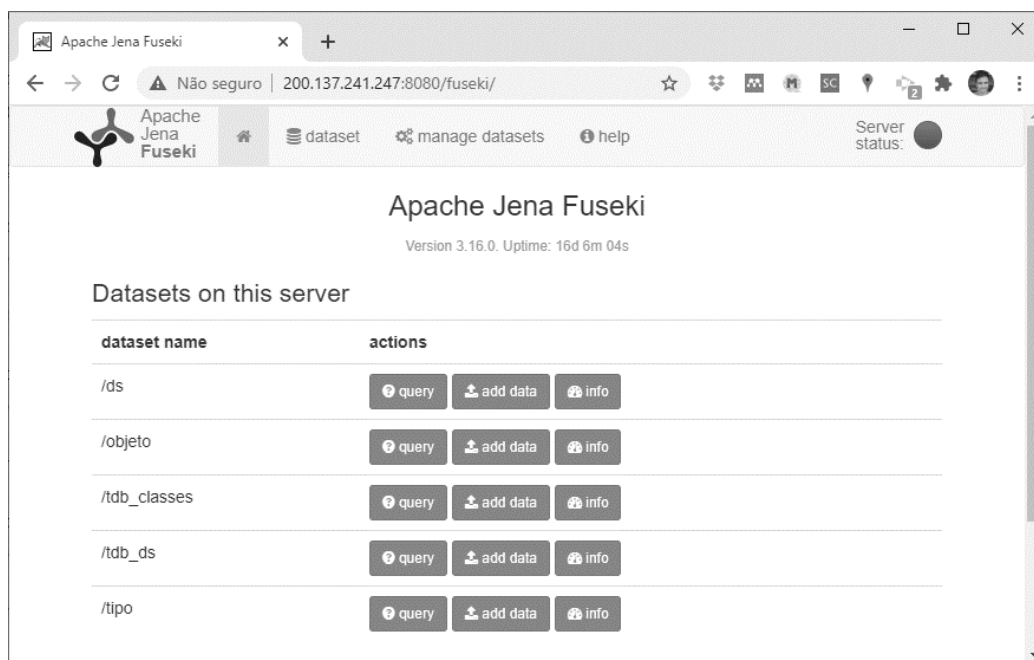 Apache Jena Fuseki
Não seguro | 200.137.241.247:8080/fuseki/
SC
2
Apache
Jena
Fuseki
dataset
manage datasets
help
Server
status:
Apache Jena Fuseki
Version 3.16.0. Uptime: 16d 6m 04s
Datasets on this server
dataset name actions
/ds query add data info
/objeto query add data info
/tdb_classes query add data info
/tdb_ds query add data info
/tipo query add data info